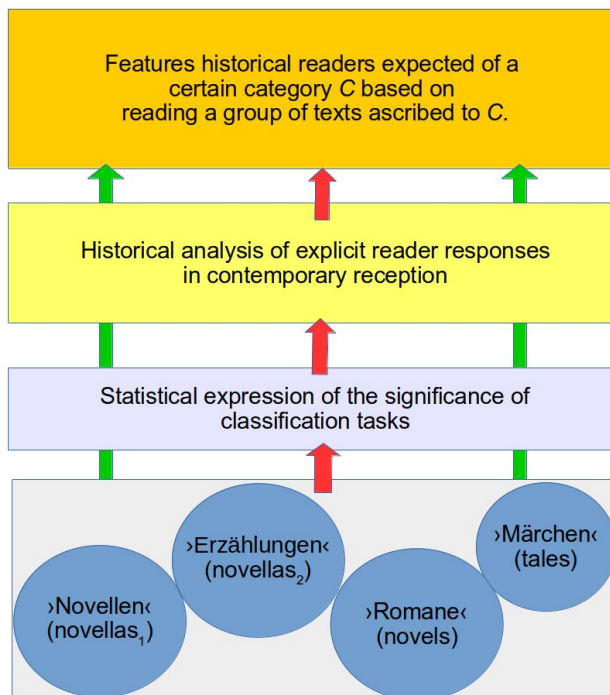 Features historical readers expected of a
certain category C based on
reading a group of texts ascribed to C.
Historical analysis of explicit reader responses
in contemporary reception
Statistical expression of the significance of
classification tasks
›Novellen‹
(novellas₁)
›Erzählungen‹
(novellas₂)
›Romane‹
(novels)
›Märchen‹
(tales)